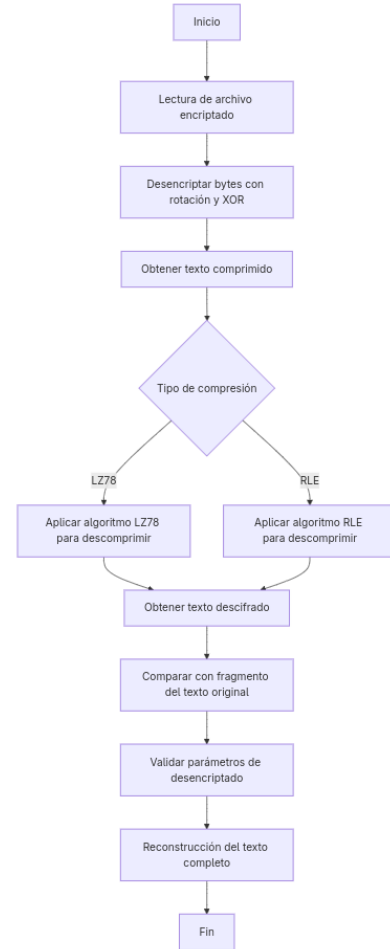 Inicio
Lectura de archivo
encriptado
Desencriptar bytes con
rotación y XOR
Obtener texto comprimido
Tipo de compresión
LZ78
RLE
Aplicar algoritmo LZ78
para descomprimir
Aplicar algoritmo RLE
para descomprimir
Obtener texto descifrado
Comparar con fragmento
del texto original
Validar parámetros de
desencriptado
Reconstrucción del texto
completo
Fin